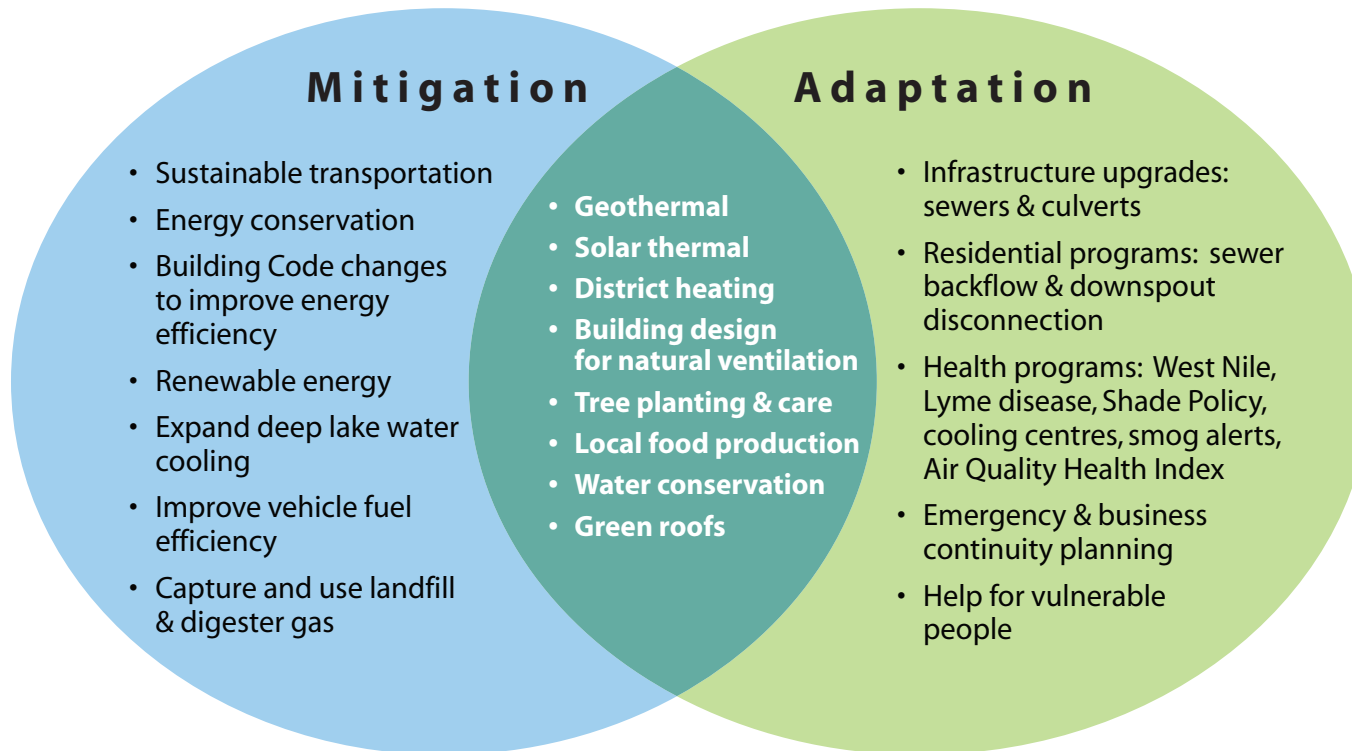 Mitigation
• Sustainable transportation
• Energy conservation
• Building Code changes
to improve energy
efficiency
• Renewable energy
• Expand deep lake water
cooling
• Improve vehicle fuel
efficiency
• Capture and use landfill
& digester gas
• Geothermal
• Solar thermal
• District heating
• Building design
for natural ventilation
• Tree planting & care
• Local food production
• Water conservation
• Green roofs
Adaptation
• Infrastructure upgrades:
sewers & culverts
• Residential programs: sewer
backflow & downspout
disconnection
• Health programs: West Nile,
Lyme disease, Shade Policy,
cooling centres, smog alerts,
Air Quality Health Index
• Emergency & business
continuity planning
• Help for vulnerable
people